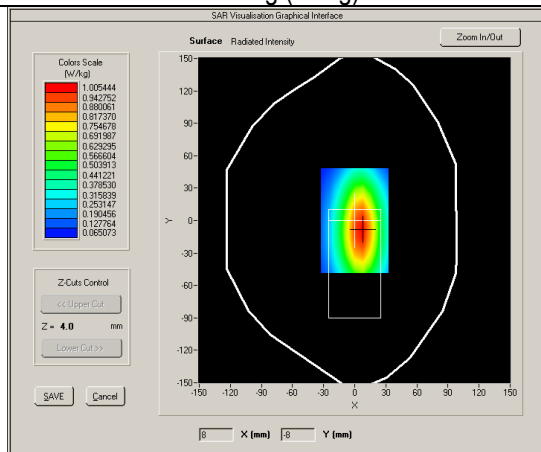 SAR Visualisation Graphical Interface
Surface Radiated Intensity
Zoom In/Out
Colors Scale
(W/kg)
1.005444
0.942752
0.880061
0.817370
0.754678
0.691987
0.629295
0.566604
0.503913
0.441221
0.378530
0.315839
0.253147
0.190456
0.127764
0.065073
150-
120-
90-
60-
30-
0-
-30-
-60-
-90-
-120-
-150-
Y
-150 -120 -90 -60 -30 0 30 60 90 120 150
X
Z-Cuts Control
<< Upper Cut
Z = 4.0 mm
Lower Cut >>
SAVE Cancel
8 X (mm) -8 Y (mm)